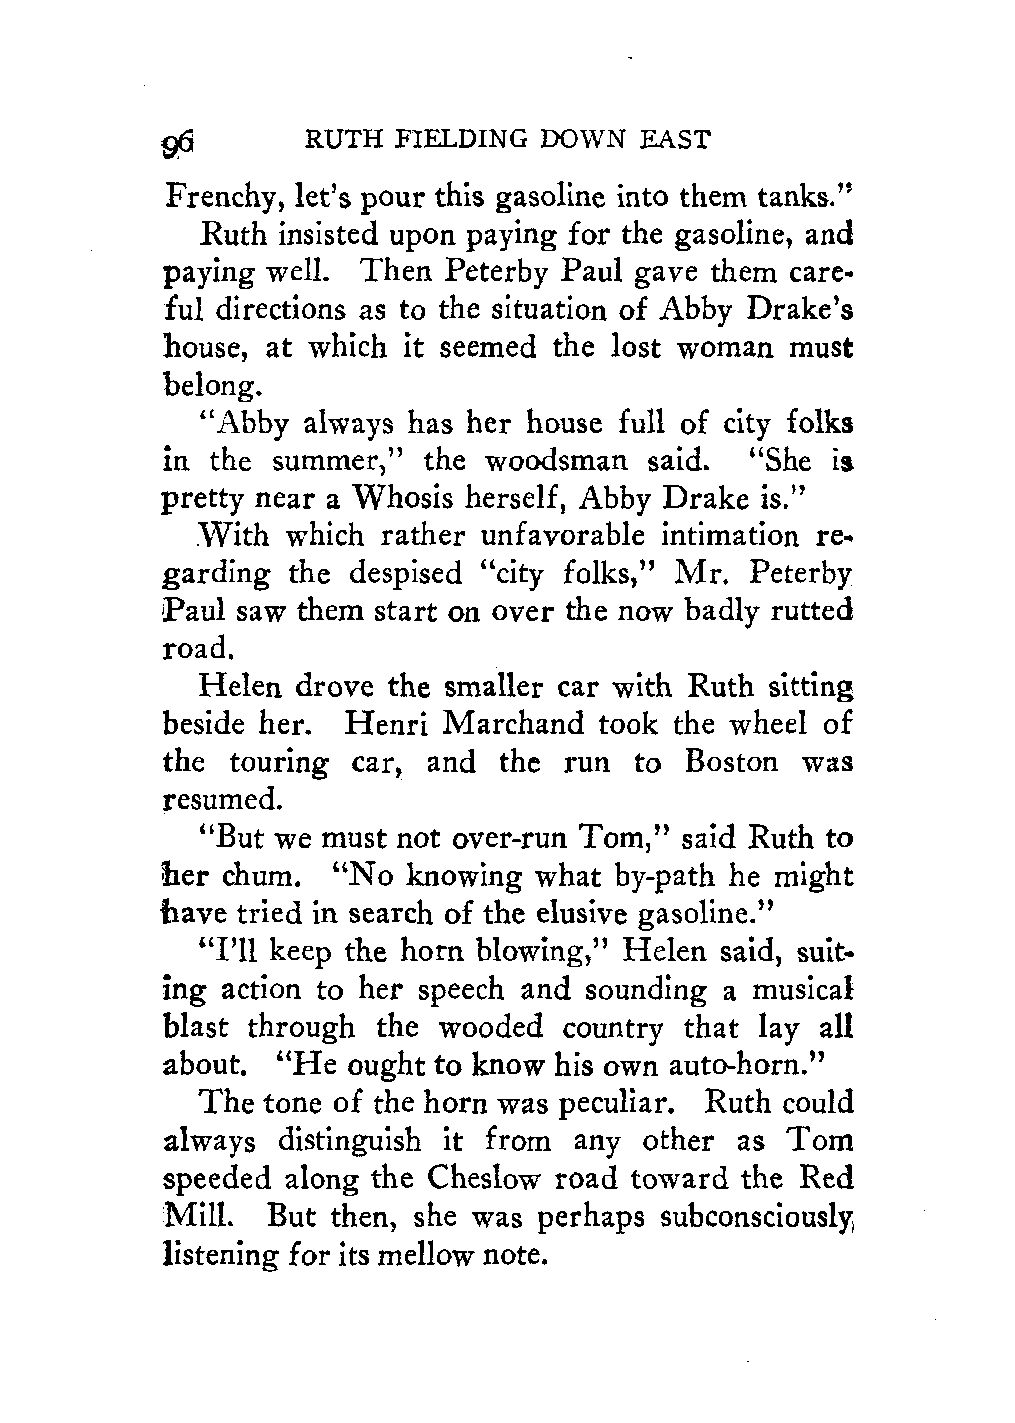 96 RUTH FIELDING DOWN EAST
Frenchy, let's pour this gasoline into them tanks."
Ruth insisted upon paying for the gasoline, and
paying well. Then Peterby Paul gave them care-
ful directions as to the situation of Abby Drake's
house, at which it seemed the lost woman must
belong.
"Abby always has her house full of city folks
in the summer," the woodsman said. "She is
pretty near a Whosis herself, Abby Drake is."
With which rather unfavorable intimation re-
garding the despised "city folks," Mr. Peterby
Paul saw them start on over the now badly rutted
road.
Helen drove the smaller car with Ruth sitting
beside her. Henri Marchand took the wheel of
the touring car, and the run to Boston was
resumed.
"But we must not over-run Tom," said Ruth to
her chum. "No knowing what by-path he might
have tried in search of the elusive gasoline."
"I'll keep the horn blowing," Helen said, suit-
ing action to her speech and sounding a musical
blast through the wooded country that lay all
about. "He ought to know his own auto-horn."
The tone of the horn was peculiar. Ruth could
always distinguish it from any other as Tom
speeded along the Cheslow road toward the Red
Mill. But then, she was perhaps subconsciously
listening for its mellow note.